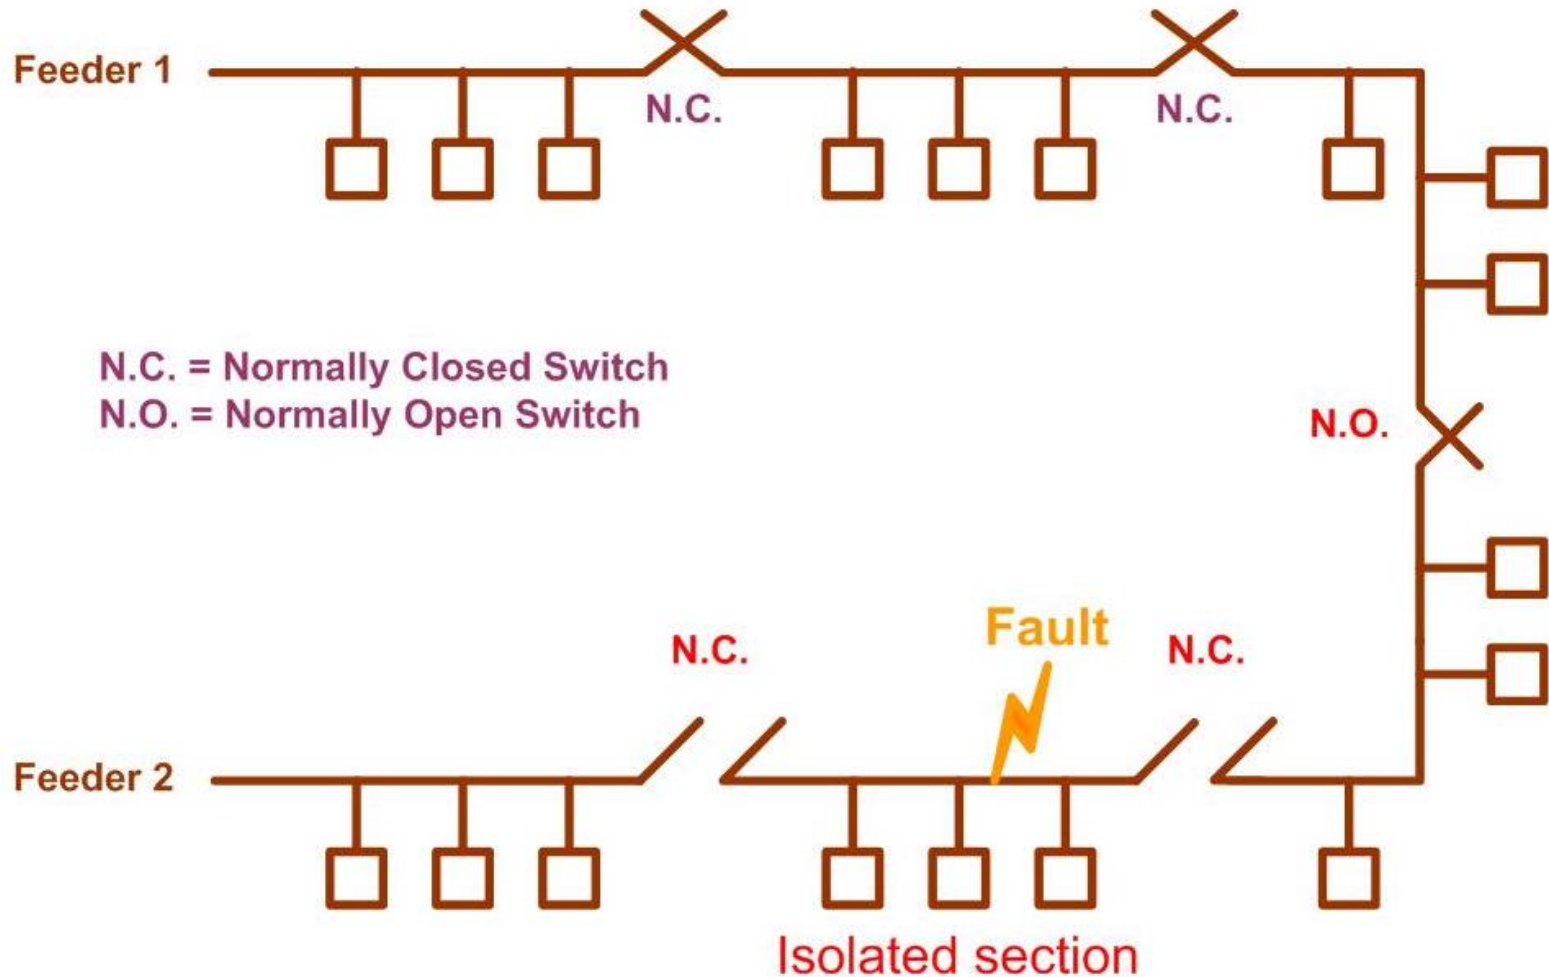 Feeder 1
N.C.
N.C.
N.C. = Normally Closed Switch
N.O. = Normally Open Switch
N.O.
Fault
N.C.
N.C.
Feeder 2
Isolated section